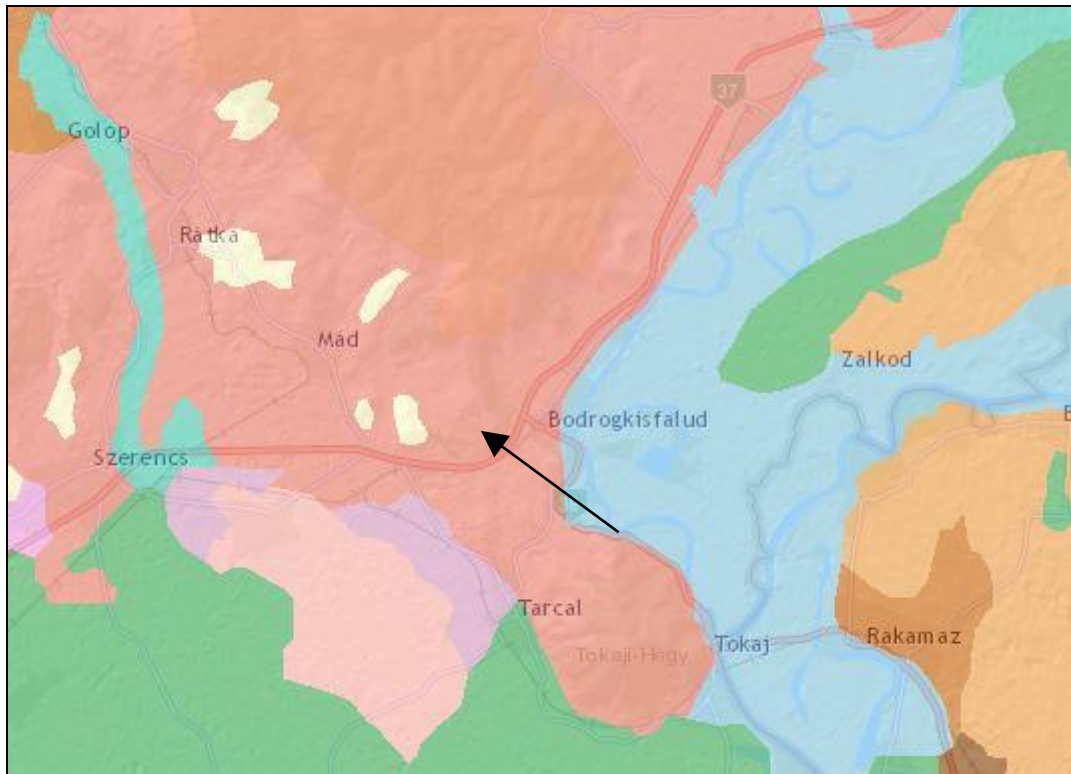 37
Golop
Rátka
Mád
Zalkod
Bodrogkisfalud
B
Szerencs
Tarcal
Rakamaz
Tokaj
Tokaji-Hegy